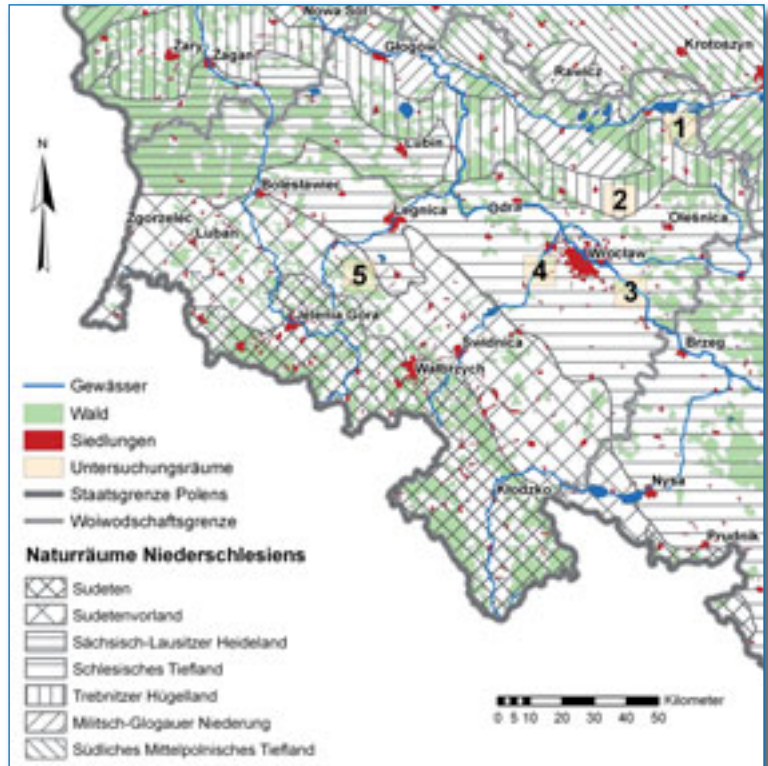 Nowa Sól
Żary
Żagań
Głogów
Krotoszyn
Rawicz
1
N
Lubin
2
Bolesławiec
Legnica
Odra
Oleśnica
Zgorzelec
Lubań
Wrocław
5
4
3
Jelenia Góra
Świdnica
Brzeg
Wałbrzych
Gewässer
Wald
Siedlungen
Untersuchungsräume
Staatsgrenze Polens
Woiwodschaftsgrenze
Kłodzko
Nysa
Prudnik
Naturräume Niederschlesiens
Sudeten
Sudetenvorland
Sächsisch-Lausitzer Heideland
Schlesisches Tiefland
Trebnitzer Hügelland
Militsch-Glogauer Niederung
Südliches Mittelpolnisches Tiefland
Kilometer
0 5 10 20 30 40 50